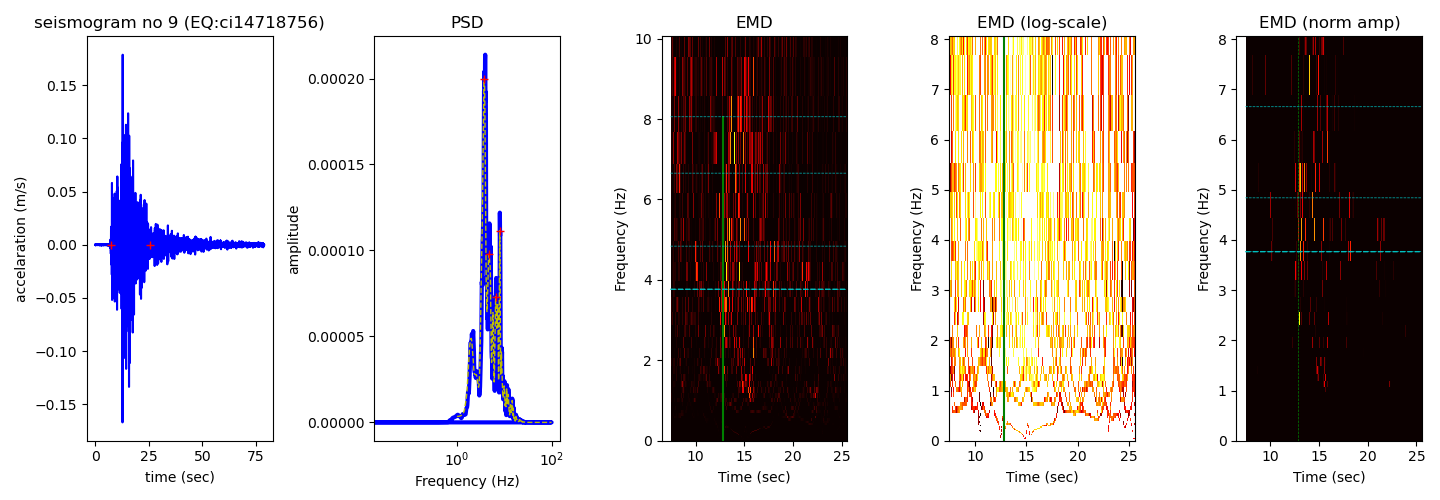 seismogram no 9 (EQ:ci14718756)
PSD
EMD
EMD (log-scale)
EMD (norm amp)
accelaration (m/s)
0.15
0.10
0.05
0.00
−0.05
−0.10
−0.15
0 25 50 75
time (sec)
amplitude
0.00020
0.00015
0.00010
0.00005
0.00000
10⁰ 10²
Frequency (Hz)
Frequency (Hz)
10
8
6
4
2
0
10 15 20 25
Time (sec)
Frequency (Hz)
8
7
6
5
4
3
2
1
0
10 15 20 25
Time (sec)
Frequency (Hz)
8
7
6
5
4
3
2
1
0
10 15 20 25
Time (sec)